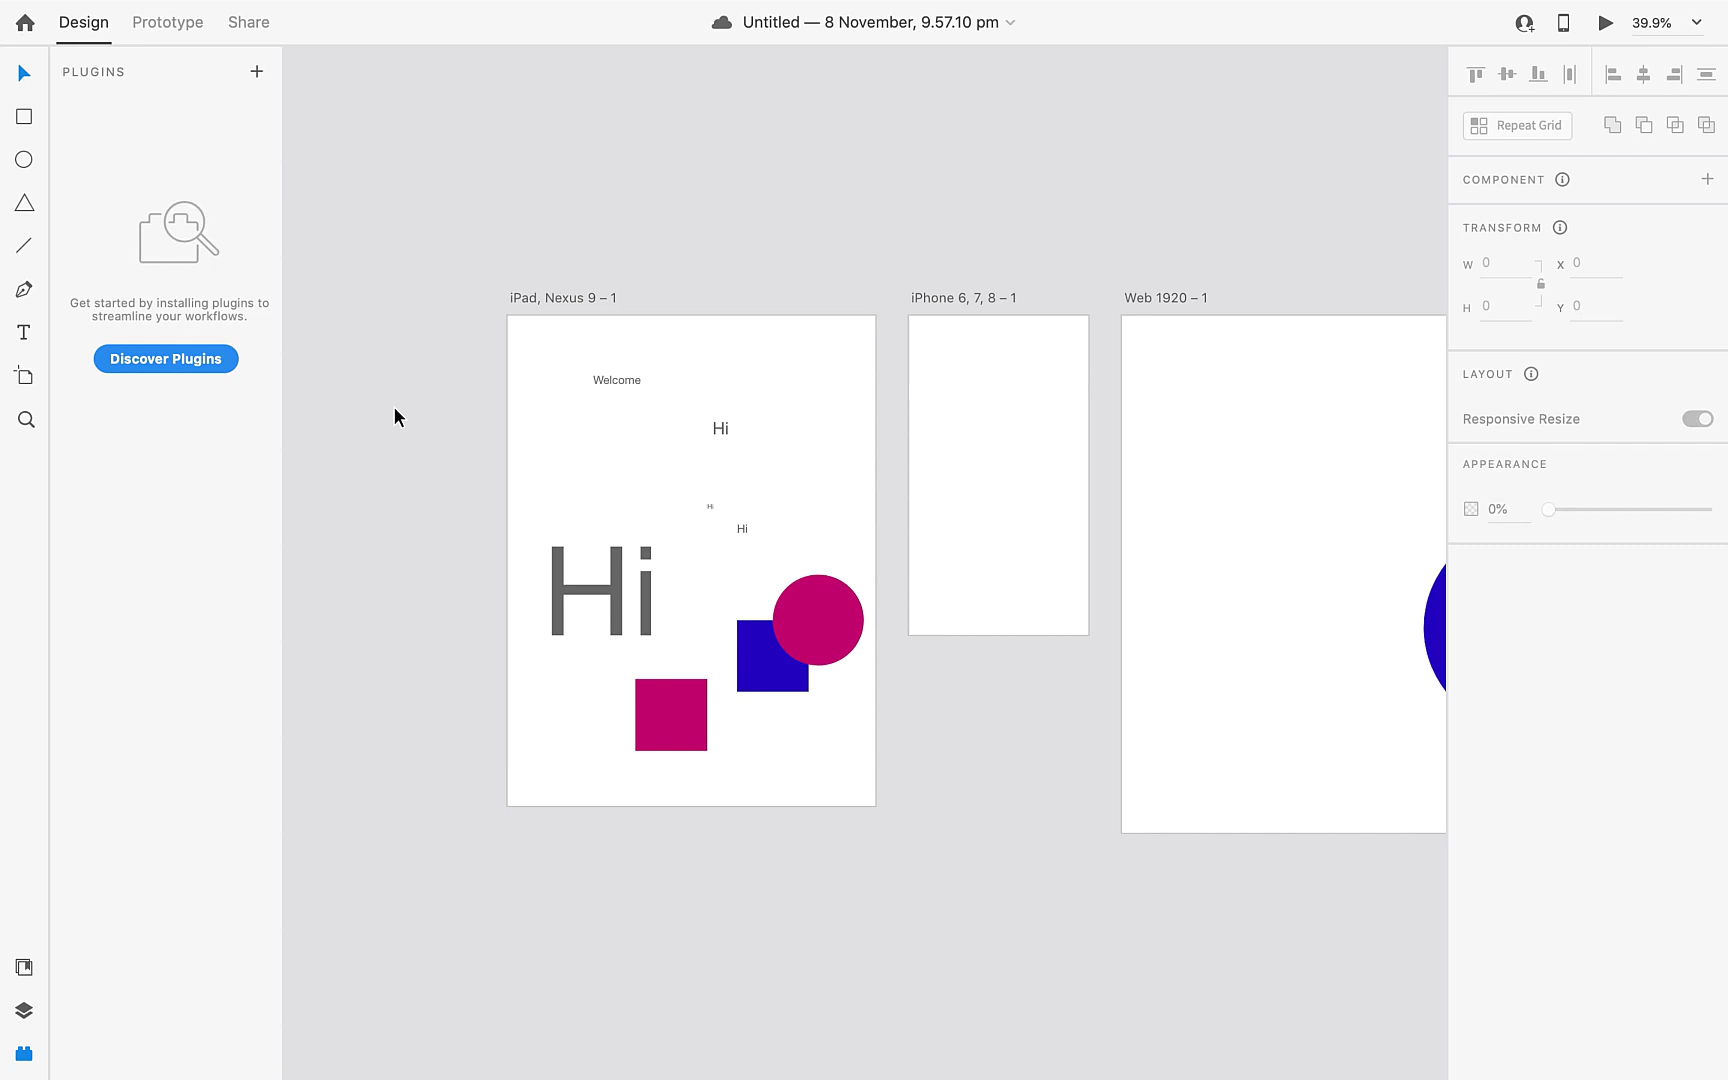 Design Prototype Share
Untitled — 8 November, 9.57.10 pm
39.9%
PLUGINS
Get started by installing plugins to
streamline your workflows.
Discover Plugins
iPad, Nexus 9 – 1
Welcome
Hi
Hi
Hi
Hi
iPhone 6, 7, 8 – 1
Web 1920 – 1
Repeat Grid
COMPONENT
TRANSFORM
W 0 X 0
H 0 Y 0
LAYOUT
Responsive Resize
APPEARANCE
0%